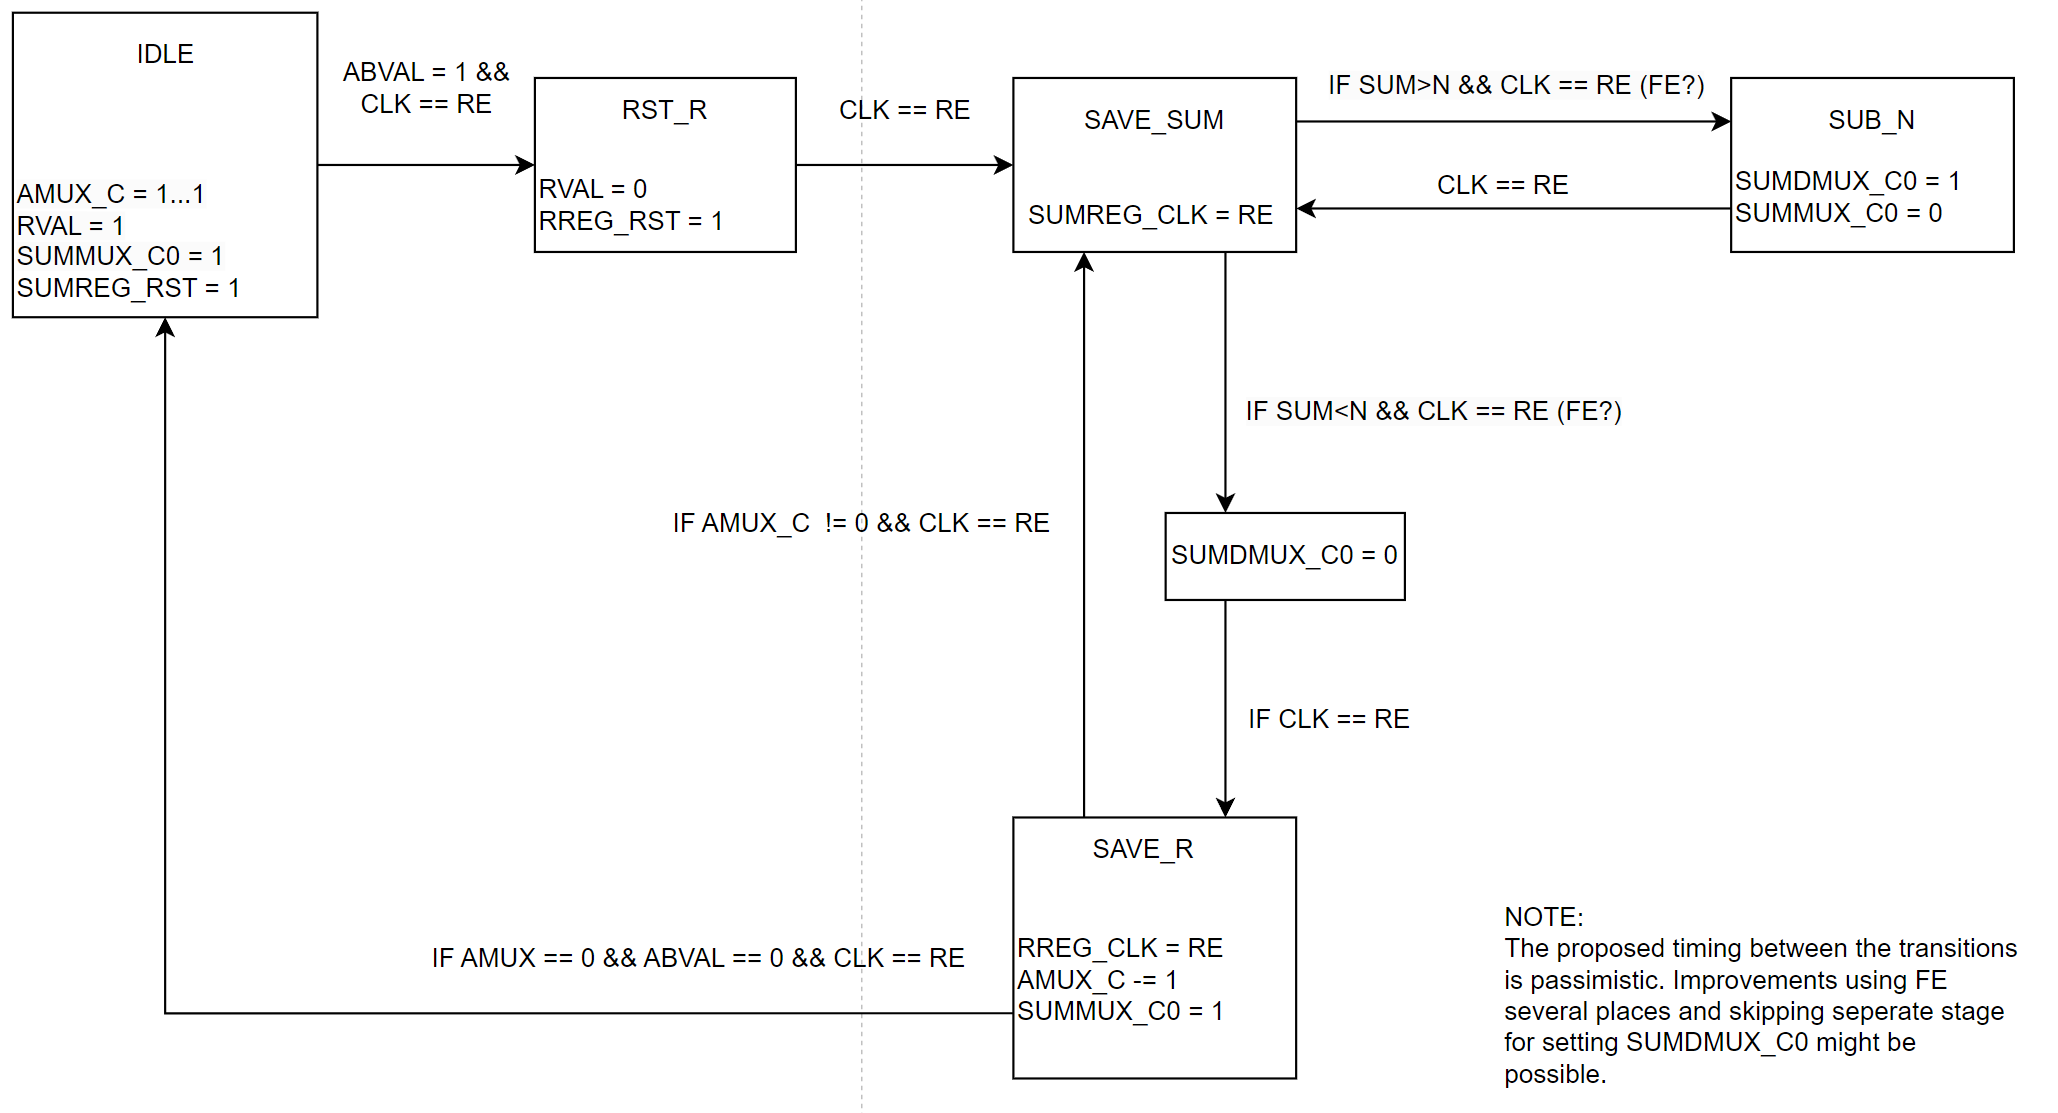 IDLE
AMUX_C = 1...1
RVAL = 1
SUMMUX_C0 = 1
SUMREG_RST = 1
ABVAL = 1 &&
CLK == RE
RST_R
RVAL = 0
RREG_RST = 1
CLK == RE
SAVE_SUM
SUMREG_CLK = RE
IF SUM>N && CLK == RE (FE?)
CLK == RE
SUB_N
SUMDMUX_C0 = 1
SUMMUX_C0 = 0
IF SUM<N && CLK == RE (FE?)
IF AMUX_C != 0 && CLK == RE
SUMDMUX_C0 = 0
IF CLK == RE
SAVE_R
RREG_CLK = RE
AMUX_C -= 1
SUMMUX_C0 = 1
IF AMUX == 0 && ABVAL == 0 && CLK == RE
NOTE:
The proposed timing between the transitions
is passimistic. Improvements using FE
several places and skipping seperate stage
for setting SUMDMUX_C0 might be
possible.